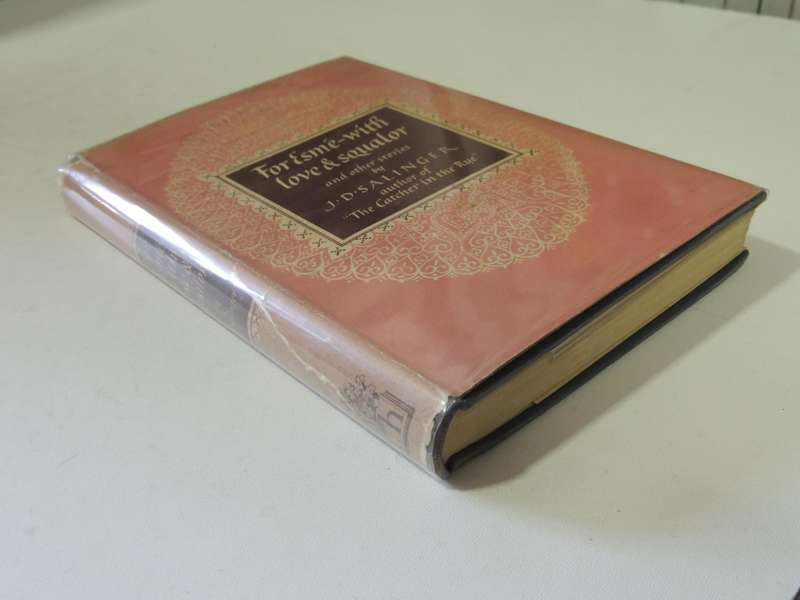 For Esmé-with
love & squalor
and other stories
by
J·D·SALINGER
author of
"The Catcher in the Rye"
h